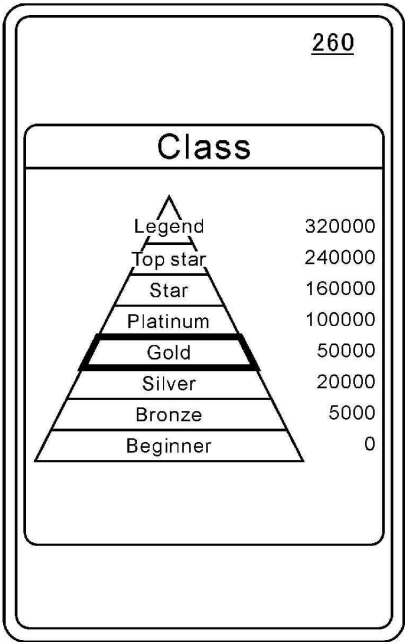 260
Class
Legend 320000
Top star 240000
Star 160000
Platinum 100000
Gold 50000
Silver 20000
Bronze 5000
Beginner 0